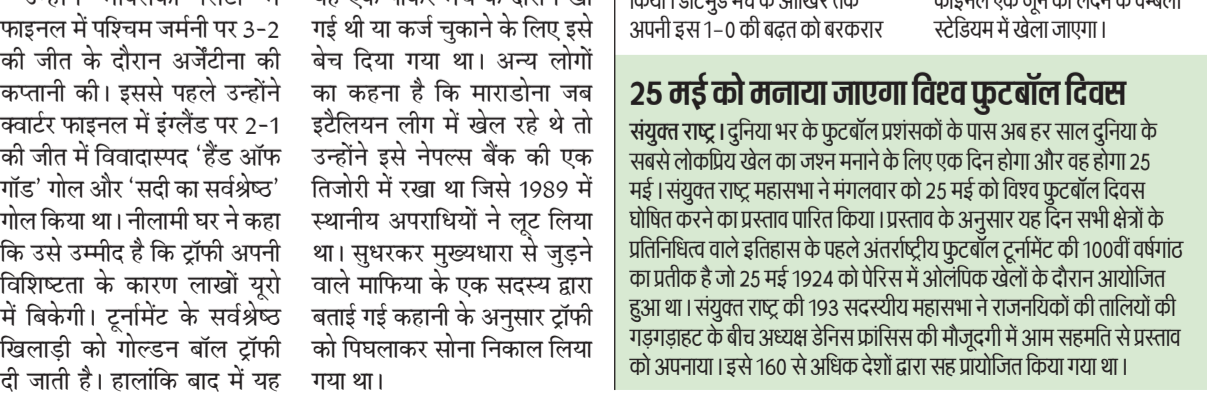 फाइनल में पश्चिम जर्मनी पर 3-2
की जीत के दौरान अर्जेंटीना की
कप्तानी की। इससे पहले उन्होंने
क्वार्टर फाइनल में इंग्लैंड पर 2-1
की जीत में विवादास्पद ‘हैंड ऑफ
गॉड’ गोल और ‘सदी का सर्वश्रेष्ठ’
गोल किया था। नीलामी घर ने कहा
कि उसे उम्मीद है कि ट्रॉफी अपनी
विशिष्टता के कारण लाखों यूरो
में बिकेगी। टूर्नामेंट के सर्वश्रेष्ठ
खिलाड़ी को गोल्डन बॉल ट्रॉफी
दी जाती है। हालांकि बाद में यह
गई थी या कर्ज चुकाने के लिए इसे
बेच दिया गया था। अन्य लोगों
का कहना है कि माराडोना जब
इटैलियन लीग में खेल रहे थे तो
उन्होंने इसे नेपल्स बैंक की एक
तिजोरी में रखा था जिसे 1989 में
स्थानीय अपराधियों ने लूट लिया
था। सुधरकर मुख्यधारा से जुड़ने
वाले माफिया के एक सदस्य द्वारा
बताई गई कहानी के अनुसार ट्रॉफी
को पिघलाकर सोना निकाल लिया
गया था।
अपनी इस 1-0 की बढ़त को बरकरार
स्टेडियम में खेला जाएगा।
25 मई को मनाया जाएगा विश्व फुटबॉल दिवस
संयुक्त राष्ट्र। दुनिया भर के फुटबॉल प्रशंसकों के पास अब हर साल दुनिया के
सबसे लोकप्रिय खेल का जश्न मनाने के लिए एक दिन होगा और वह होगा 25
मई। संयुक्त राष्ट्र महासभा ने मंगलवार को 25 मई को विश्व फुटबॉल दिवस
घोषित करने का प्रस्ताव पारित किया। प्रस्ताव के अनुसार यह दिन सभी क्षेत्रों के
प्रतिनिधित्व वाले इतिहास के पहले अंतर्राष्ट्रीय फुटबॉल टूर्नामेंट की 100वीं वर्षगांठ
का प्रतीक है जो 25 मई 1924 को पेरिस में ओलंपिक खेलों के दौरान आयोजित
हुआ था। संयुक्त राष्ट्र की 193 सदस्यीय महासभा ने राजनयिकों की तालियों की
गड़गड़ाहट के बीच अध्यक्ष डेनिस फ्रांसिस की मौजूदगी में आम सहमति से प्रस्ताव
को अपनाया। इसे 160 से अधिक देशों द्वारा सह प्रायोजित किया गया था।